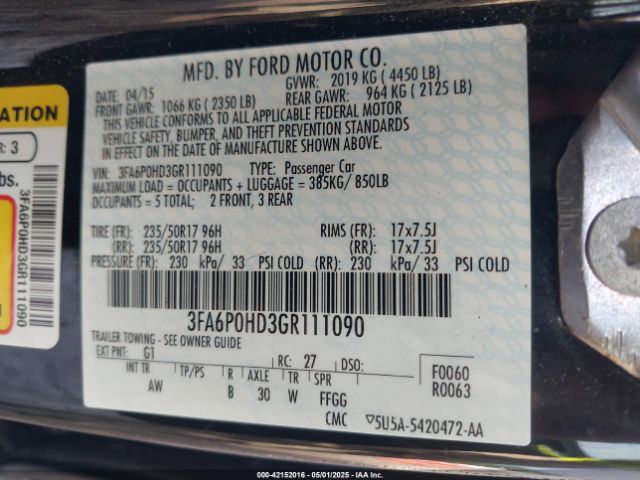 MFD. BY FORD MOTOR CO.
DATE: 04/15 GVWR: 2019 KG ( 4450 LB)
FRONT GAWR: 1066 KG ( 2350 LB) REAR GAWR: 964 KG ( 2125 LB)
THIS VEHICLE CONFORMS TO ALL APPLICABLE FEDERAL MOTOR
VEHICLE SAFETY, BUMPER, AND THEFT PREVENTION STANDARDS
IN EFFECT ON THE DATE OF MANUFACTURE SHOWN ABOVE.
VIN: 3FA6P0HD3GR111090 TYPE: Passenger Car
MAXIMUM LOAD = OCCUPANTS + LUGGAGE = 385KG/ 850LB
OCCUPANTS = 5 TOTAL; 2 FRONT, 3 REAR
TIRE (FR): 235/50R17 96H RIMS (FR): 17x7.5J
(RR): 235/50R17 96H (RR): 17x7.5J
PRESSURE (FR): 230 kPa/ 33 PSI COLD (RR): 230 kPa/ 33 PSI COLD
3FA6P0HD3GR111090
TRAILER TOWING - SEE OWNER GUIDE
EXT PNT: G1 RC: 27 DSO: F0060
INT TR TP/PS R AXLE TR SPR R0063
AW B 30 W FFGG
CMC ▽5U5A-5420472-AA
ATION
R: 3
lbs.
3FA6P0HD3GR111090
000-42152016 - 05/01/2025 - IAAI.COM